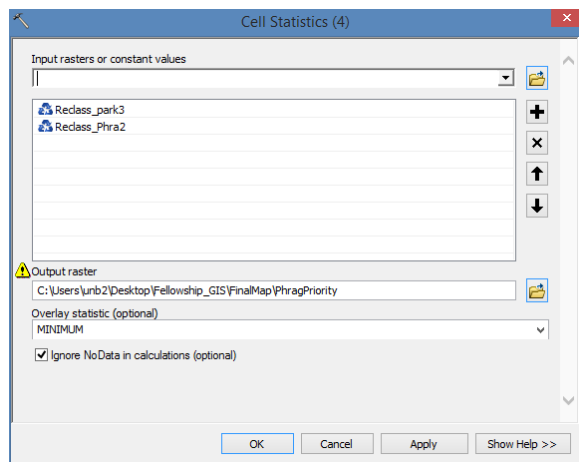 Cell Statistics (4)
Input rasters or constant values
Reclass_park3
Reclass_Phra2
Output raster
C:\Users\unb2\Desktop\Fellowship_GIS\FinalMap\PhragPriority
Overlay statistic (optional)
MINIMUM
Ignore NoData in calculations (optional)
OK Cancel Apply Show Help >>